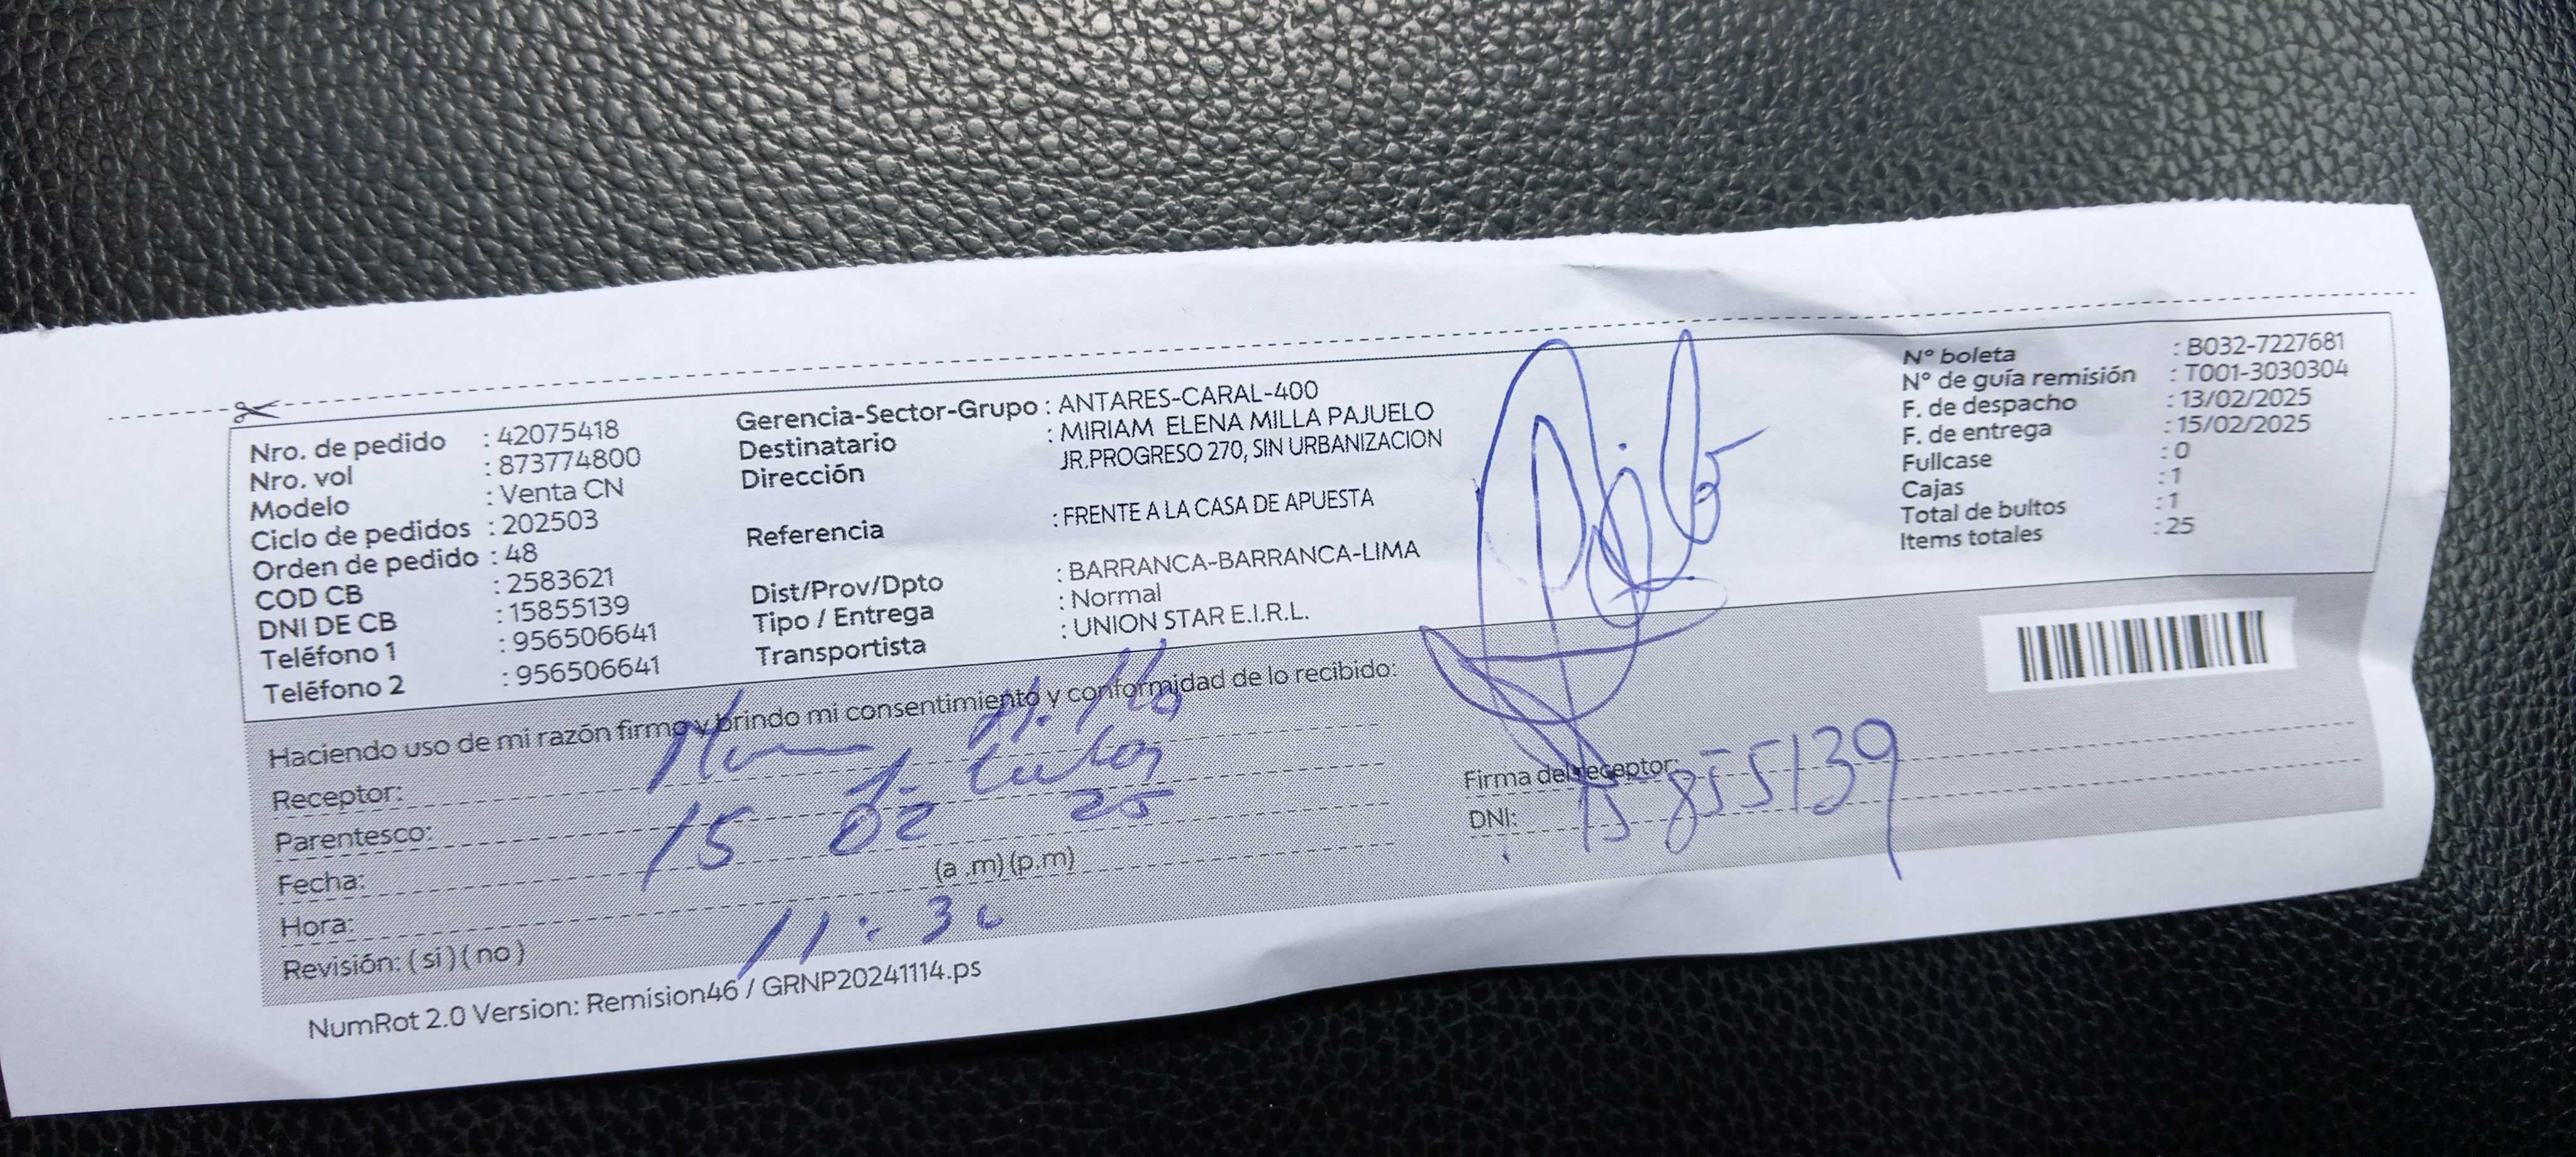 Nro. de pedido : 42075418
Nro. vol : 873774800
Modelo : Venta CN
Ciclo de pedidos : 202503
Orden de pedido : 48
COD CB : 2583621
DNI DE CB : 15855139
Teléfono 1 : 956506641
Teléfono 2 : 956506641
Gerencia-Sector-Grupo : ANTARES-CARAL-400
Destinatario : MIRIAM ELENA MILLA PAJUELO
Dirección JR.PROGRESO 270, SIN URBANIZACION
Referencia : FRENTE A LA CASA DE APUESTA
Dist/Prov/Dpto : BARRANCA-BARRANCA-LIMA
Tipo / Entrega : Normal
Transportista : UNION STAR E.I.R.L.
N° boleta : B032-7227681
N° de guía remisión : T001-3030304
F. de despacho : 13/02/2025
F. de entrega : 15/02/2025
Fullcase : 0
Cajas : 1
Total de bultos : 1
Items totales : 25
Haciendo uso de mi razón firmo y brindo mi consentimiento y conformidad de lo recibido:
Receptor: Milla
Parentesco:
Fecha: 15 02 25
Hora: (a .m) (p.m)
11:30
Revisión: ( si ) ( no )
Firma del receptor:
DNI: 15855139
NumRot 2.0 Version: Remision46 / GRNP20241114.ps